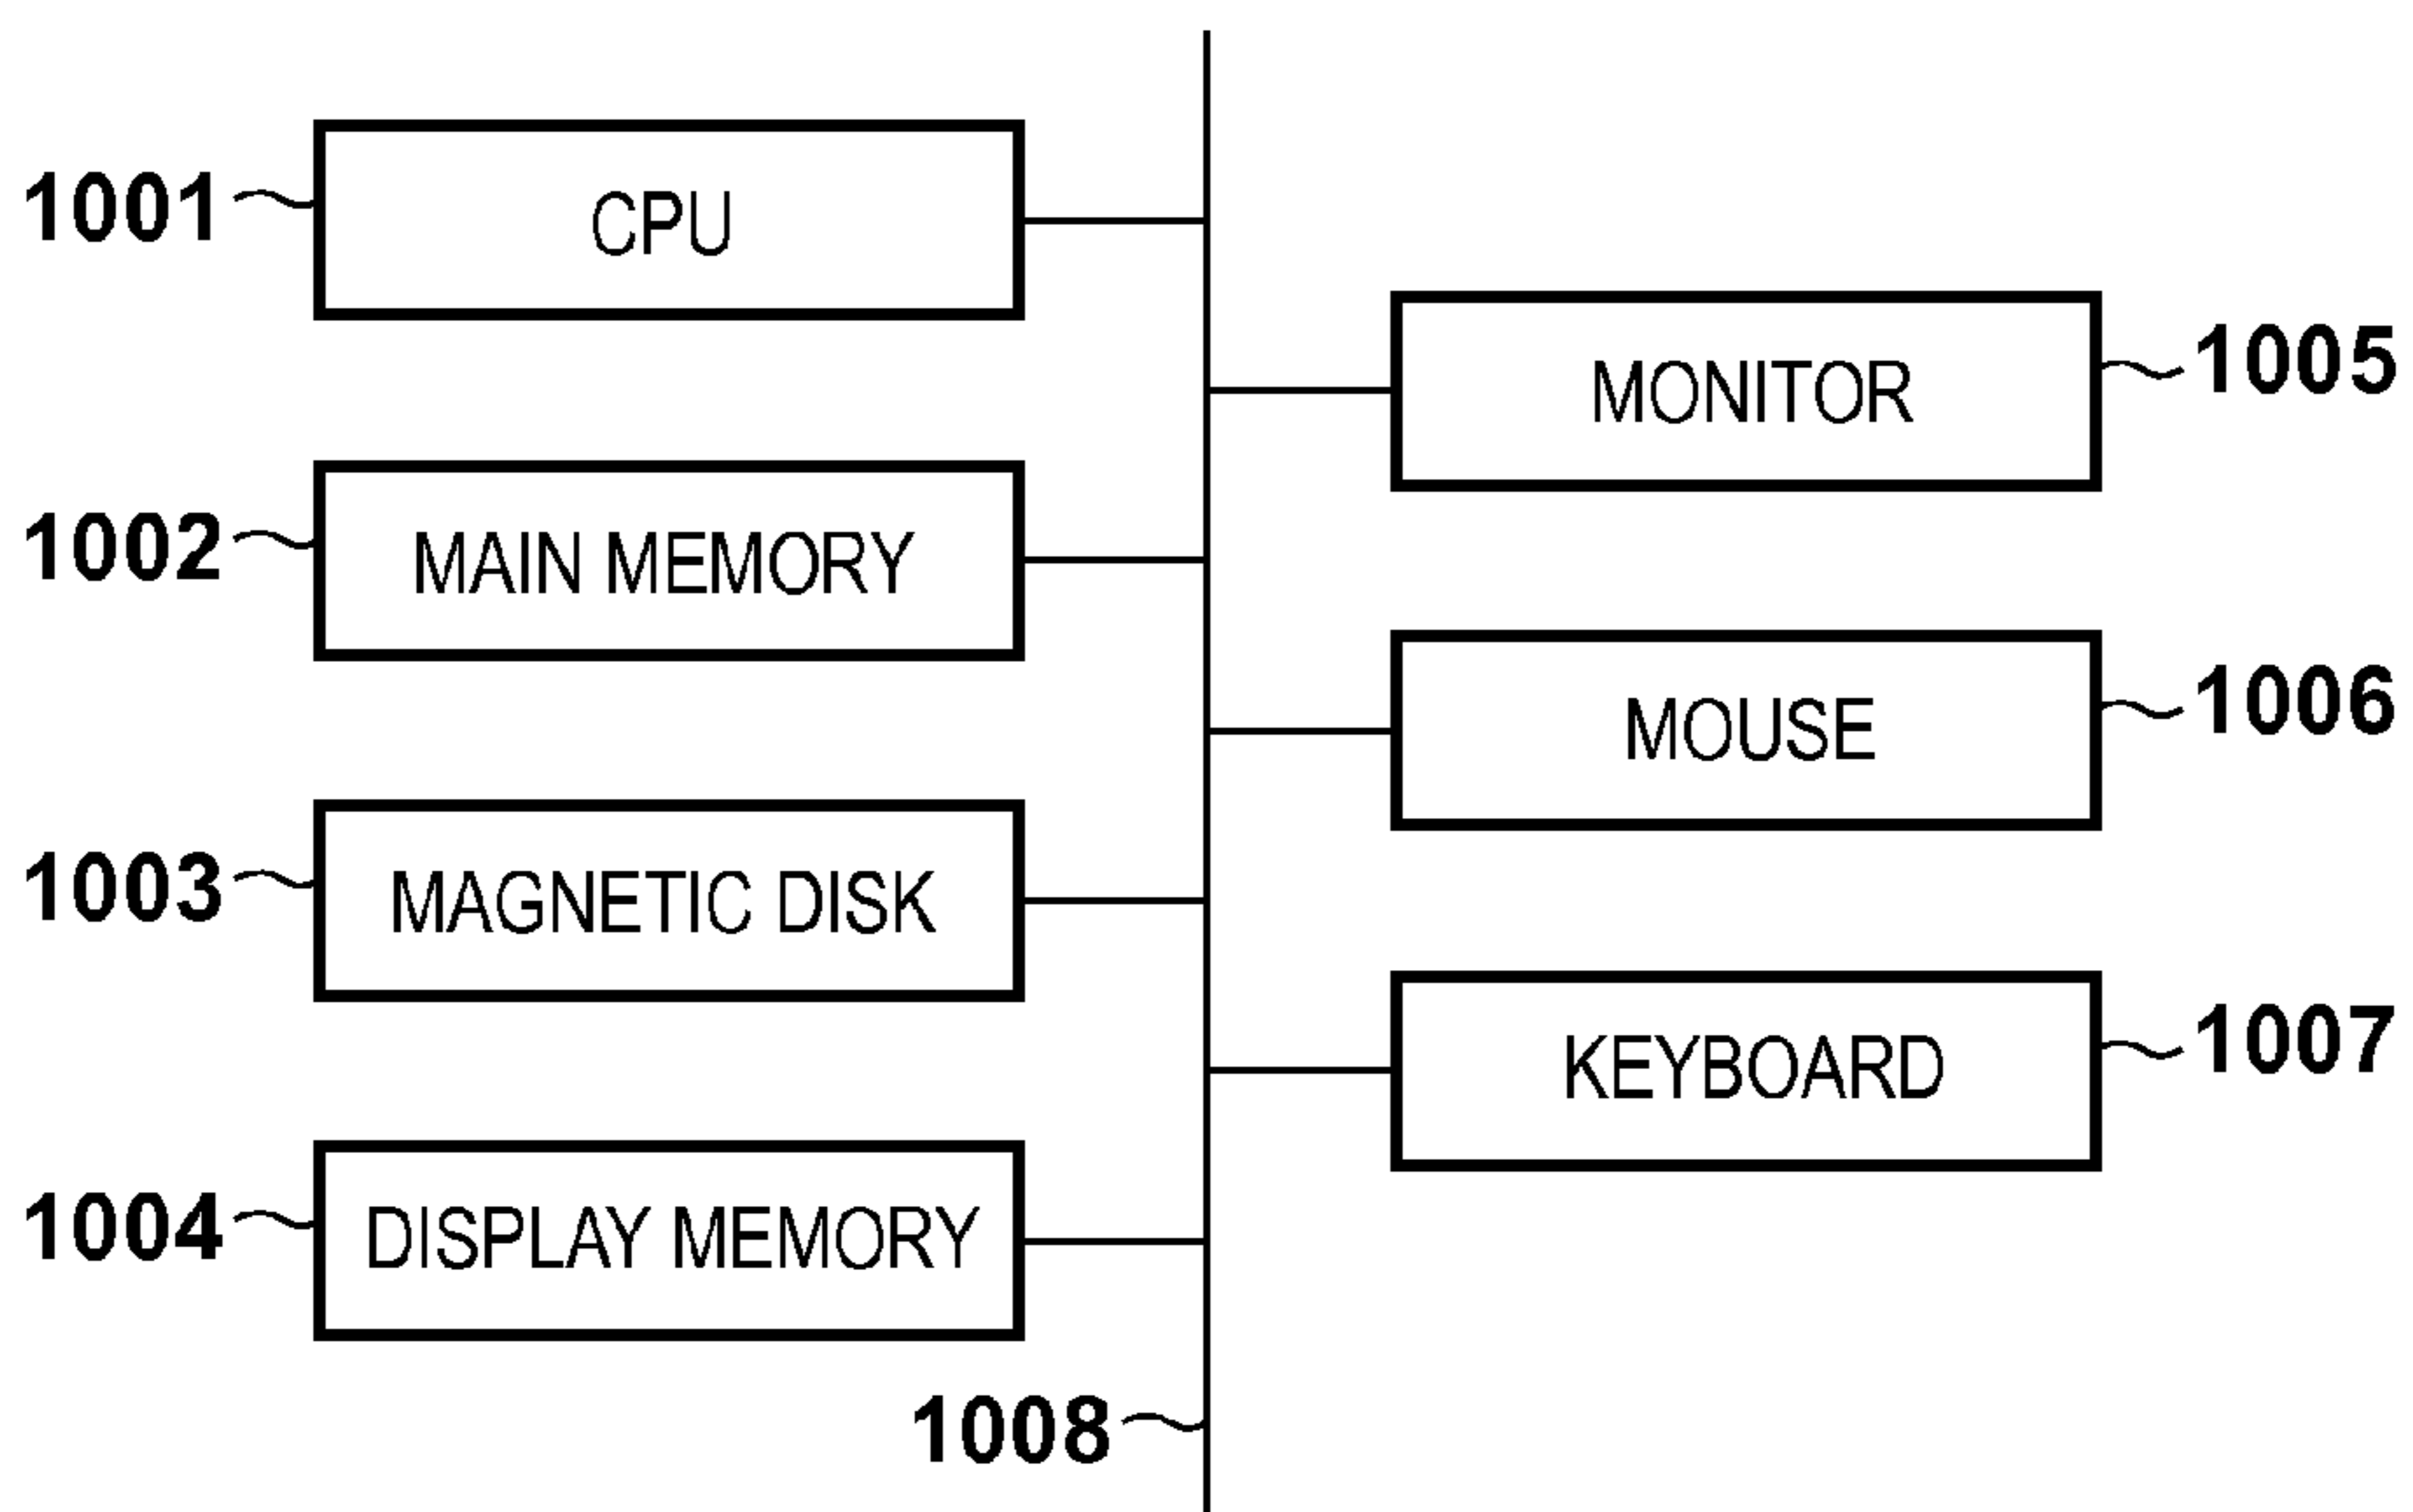 1001
CPU
MONITOR
1005
1002
MAIN MEMORY
MOUSE
1006
1003
MAGNETIC DISK
KEYBOARD
1007
1004
DISPLAY MEMORY
1008